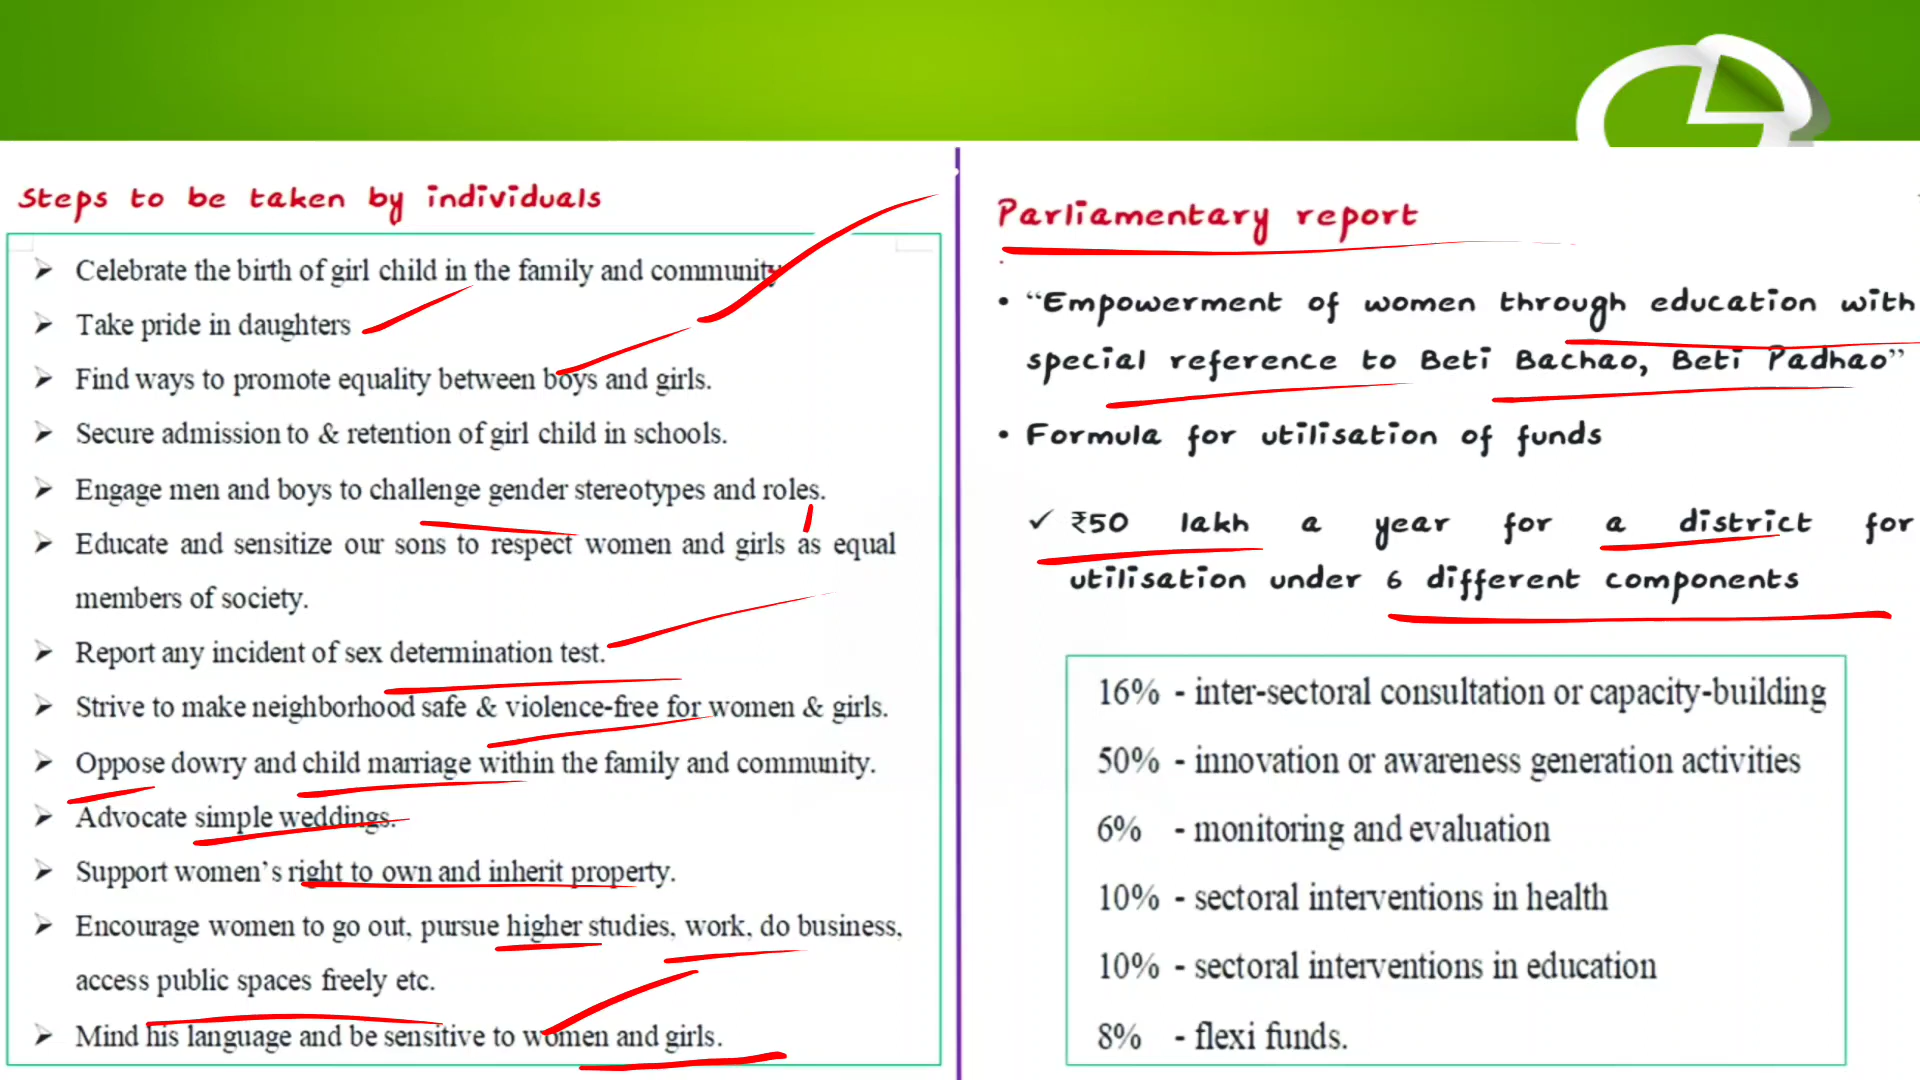 Steps to be taken by individuals
➢ Celebrate the birth of girl child in the family and community
➢ Take pride in daughters
➢ Find ways to promote equality between boys and girls.
➢ Secure admission to & retention of girl child in schools.
➢ Engage men and boys to challenge gender stereotypes and roles.
➢ Educate and sensitize our sons to respect women and girls as equal
members of society.
➢ Report any incident of sex determination test.
➢ Strive to make neighborhood safe & violence-free for women & girls.
➢ Oppose dowry and child marriage within the family and community.
➢ Advocate simple weddings.
➢ Support women's right to own and inherit property.
➢ Encourage women to go out, pursue higher studies, work, do business,
access public spaces freely etc.
➢ Mind his language and be sensitive to women and girls.
Parliamentary report
• “Empowerment of women through education with
special reference to Beti Bachao, Beti Padhao”
• Formula for utilisation of funds
✓ ₹50 lakh a year for a district for
utilisation under 6 different components
16% - inter-sectoral consultation or capacity-building
50% - innovation or awareness generation activities
6% - monitoring and evaluation
10% - sectoral interventions in health
10% - sectoral interventions in education
8% - flexi funds.